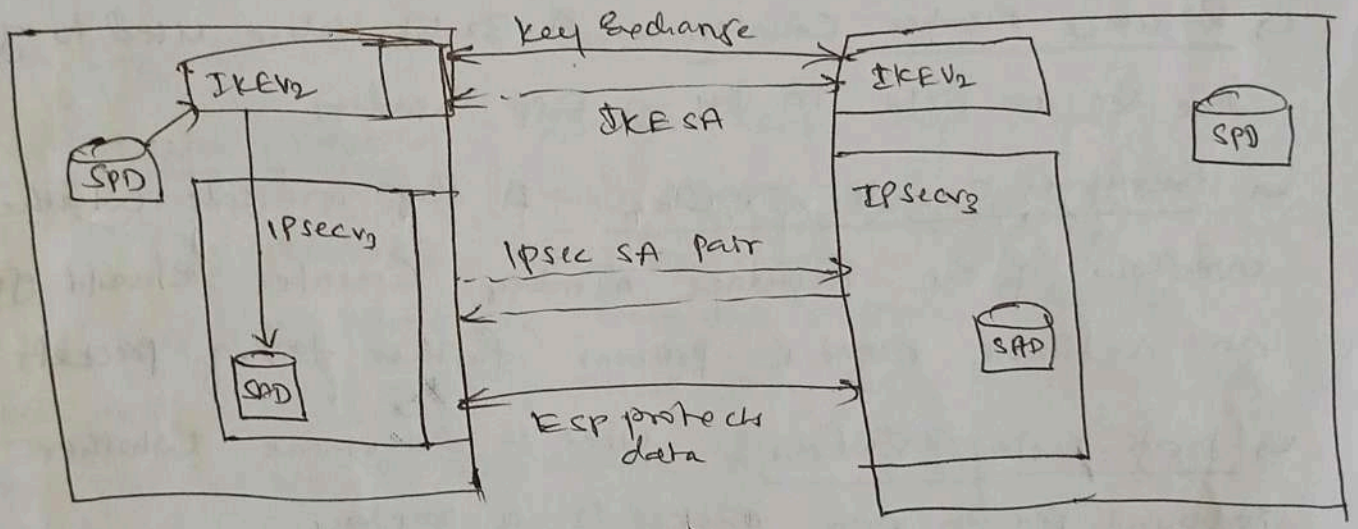 Key Exchange
IKEV2
IKEV2
IKE SA
SPD
SPD
IPsecv3
IPsecv3
Ipsec SA pair
SAD
SAD
ESP protects
data